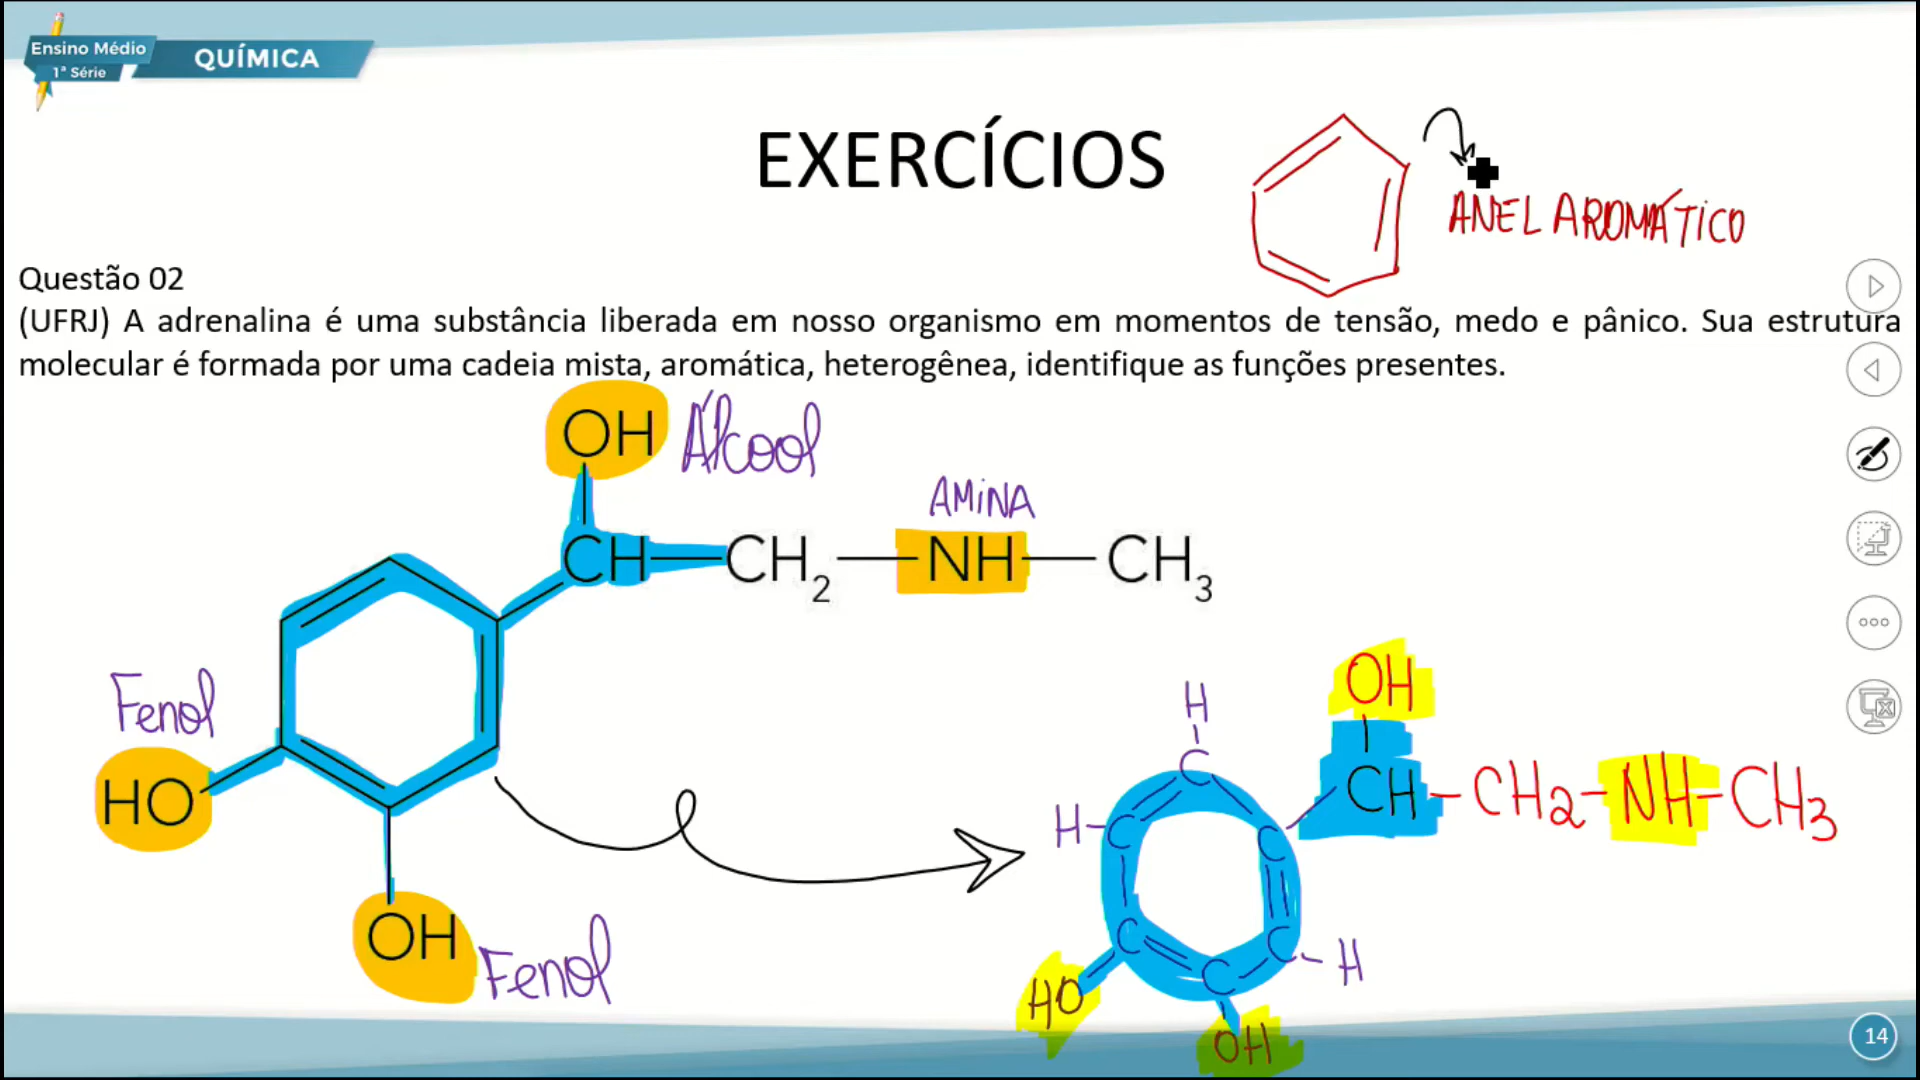 Ensino Médio
1ª Série
QUÍMICA
EXERCÍCIOS
ANEL AROMÁTICO
Questão 02
(UFRJ) A adrenalina é uma substância liberada em nosso organismo em momentos de tensão, medo e pânico. Sua estrutura
molecular é formada por uma cadeia mista, aromática, heterogênea, identifique as funções presentes.
OH Álcool
AMINA
CH CH₂ NH CH₃
Fenol
HO
OH Fenol
H
OH
C
CH CH₂ NH CH₃
H C C
C C H
C
HO
OH
14